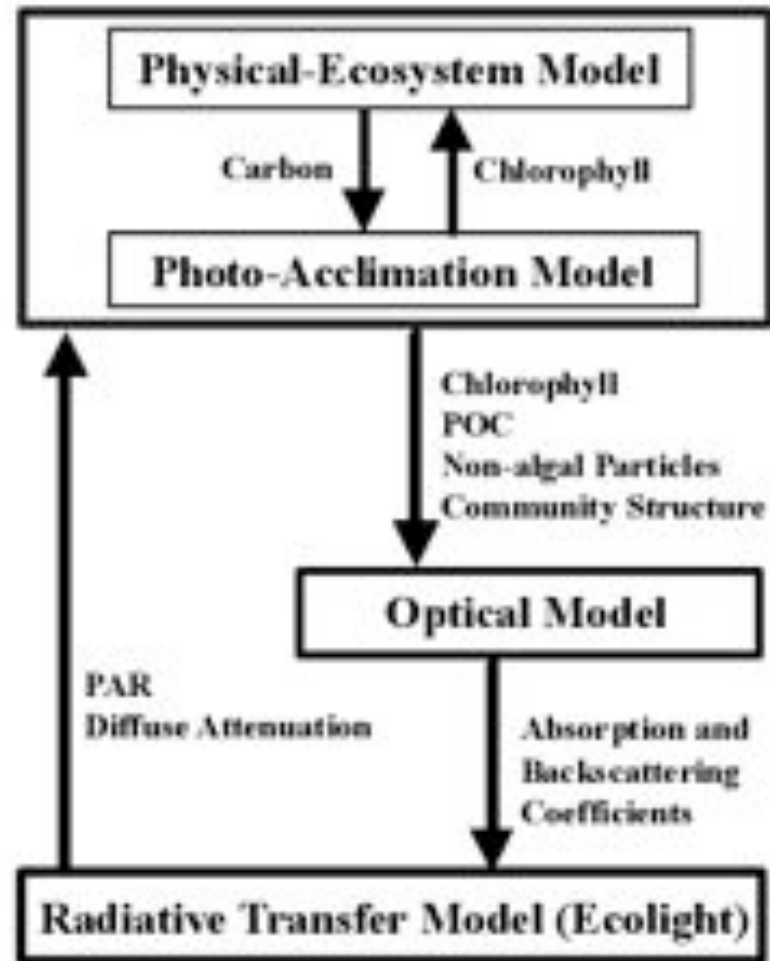 Physical-Ecosystem Model
Carbon
Chlorophyll
Photo-Acclimation Model
Chlorophyll
POC
Non-algal Particles
Community Structure
Optical Model
PAR
Diffuse Attenuation
Absorption and
Backscattering
Coefficients
Radiative Transfer Model (Ecolight)